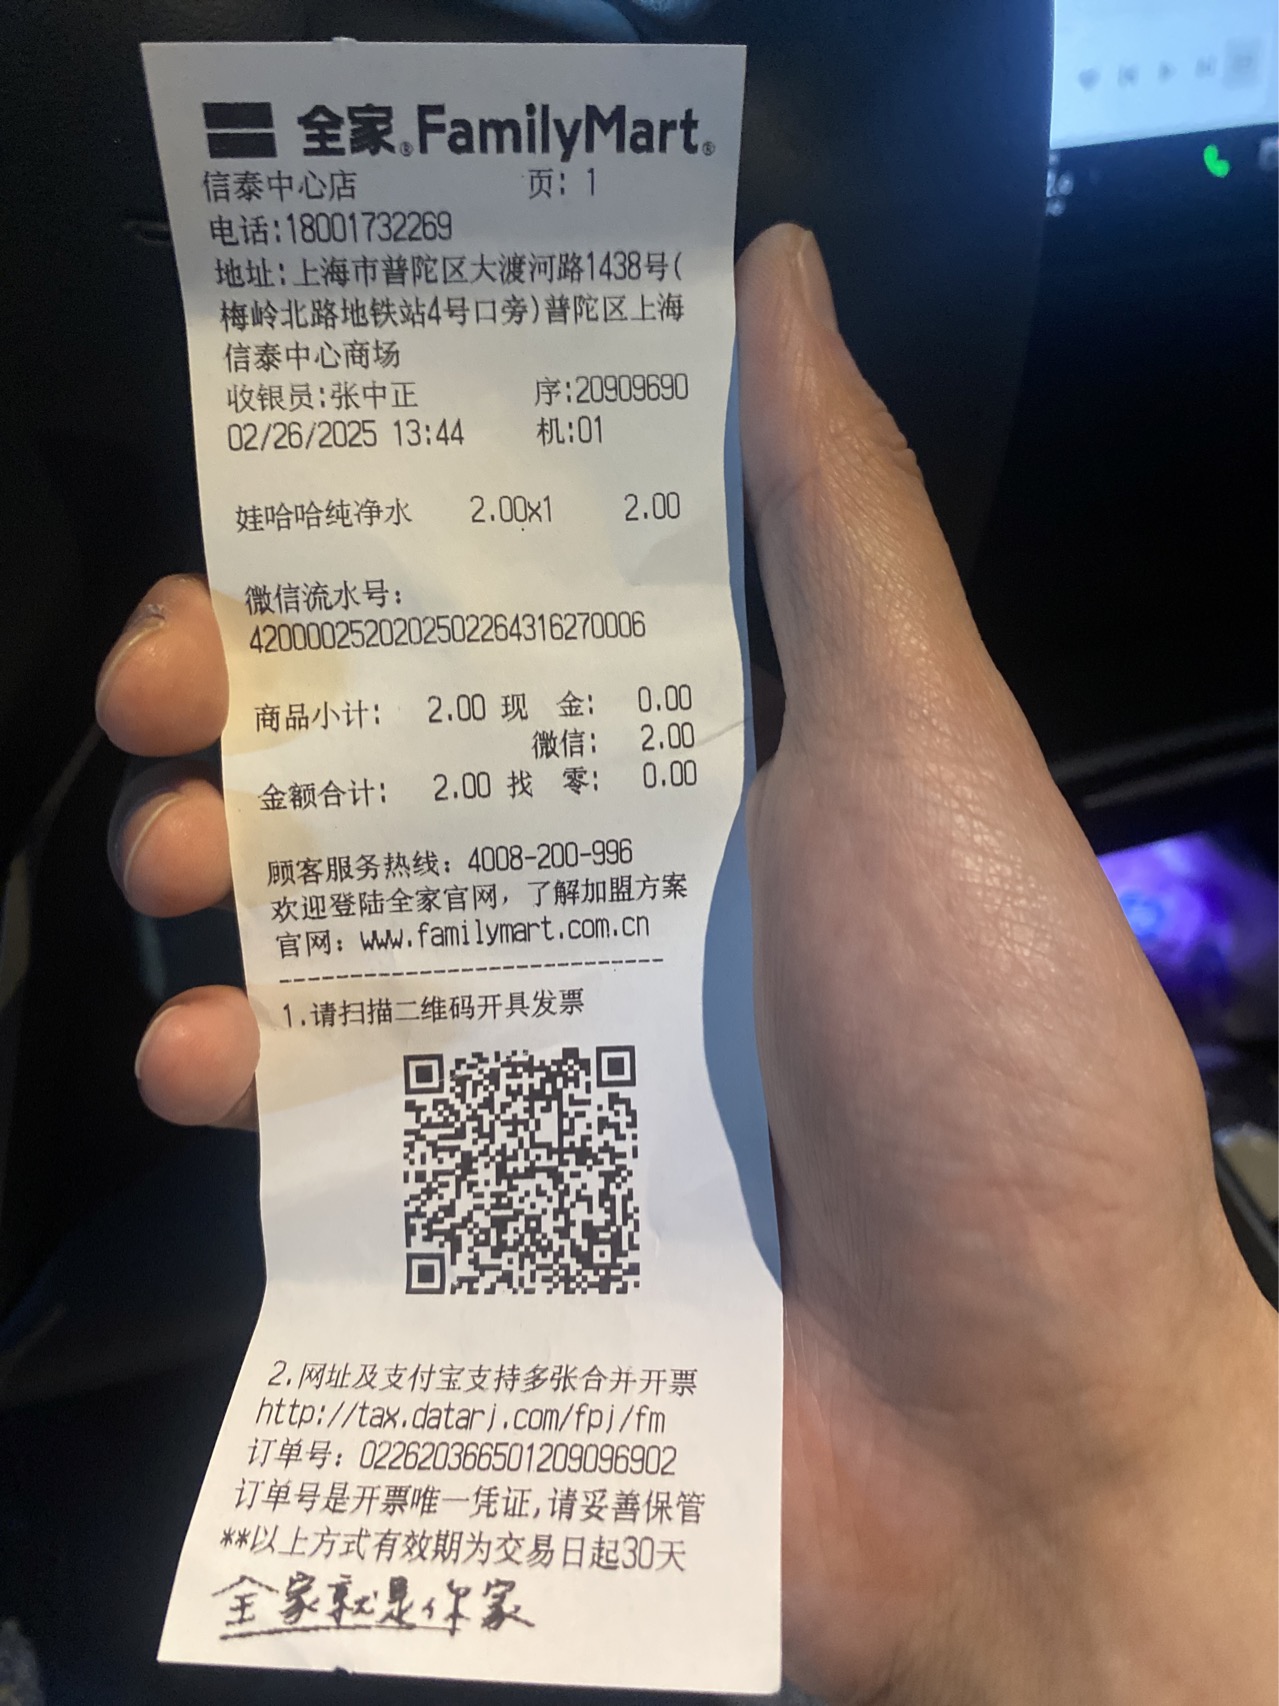 全家®FamilyMart®
信泰中心店 页: 1
电话:18001732269
地址:上海市普陀区大渡河路1438号(
梅岭北路地铁站4号口旁)普陀区上海
信泰中心商场
收银员:张中正 序:20909690
02/26/2025 13:44 机:01
娃哈哈纯净水 2.00x1 2.00
微信流水号:
4200002520202502264316270006
商品小计: 2.00 现 金: 0.00
微信: 2.00
金额合计: 2.00 找 零: 0.00
顾客服务热线: 4008-200-996
欢迎登陆全家官网, 了解加盟方案
官网: www.familymart.com.cn
---------------------------
1.请扫描二维码开具发票
2.网址及支付宝支持多张合并开票
http://tax.datarj.com/fpj/fm
订单号: 022620366501209096902
订单号是开票唯一凭证,请妥善保管
**以上方式有效期为交易日起30天
全家就是你家